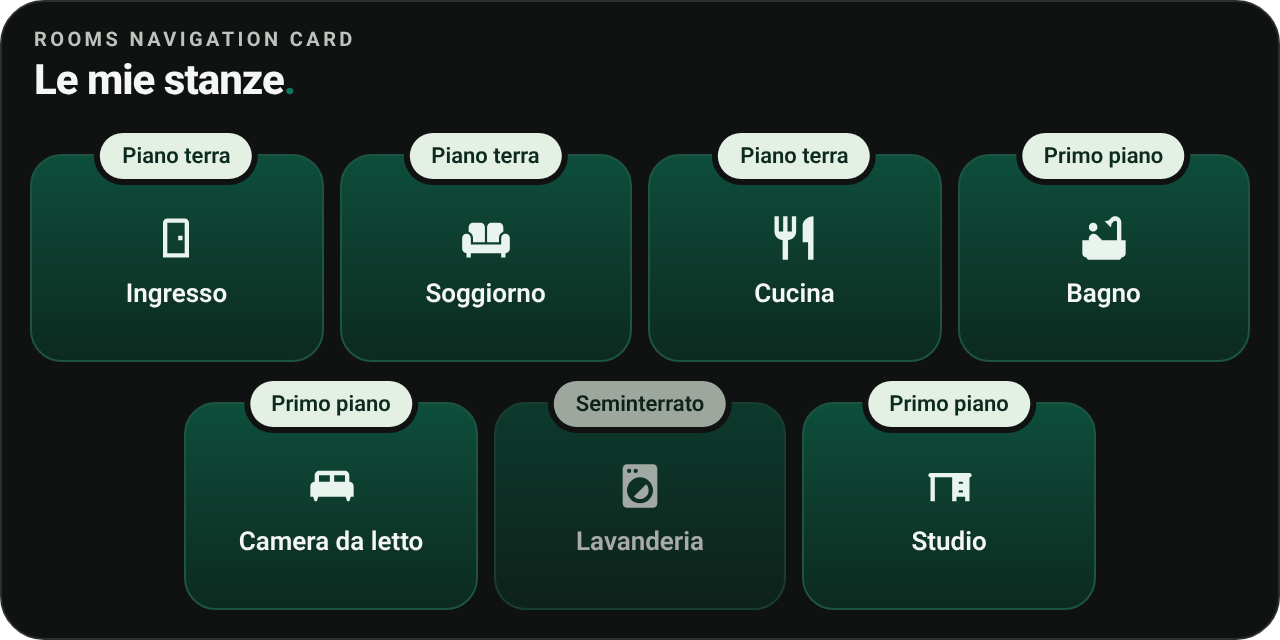 ROOMS NAVIGATION CARD
Le mie stanze.
Piano terra
Ingresso
Piano terra
Soggiorno
Piano terra
Cucina
Primo piano
Bagno
Primo piano
Camera da letto
Seminterrato
Lavanderia
Primo piano
Studio